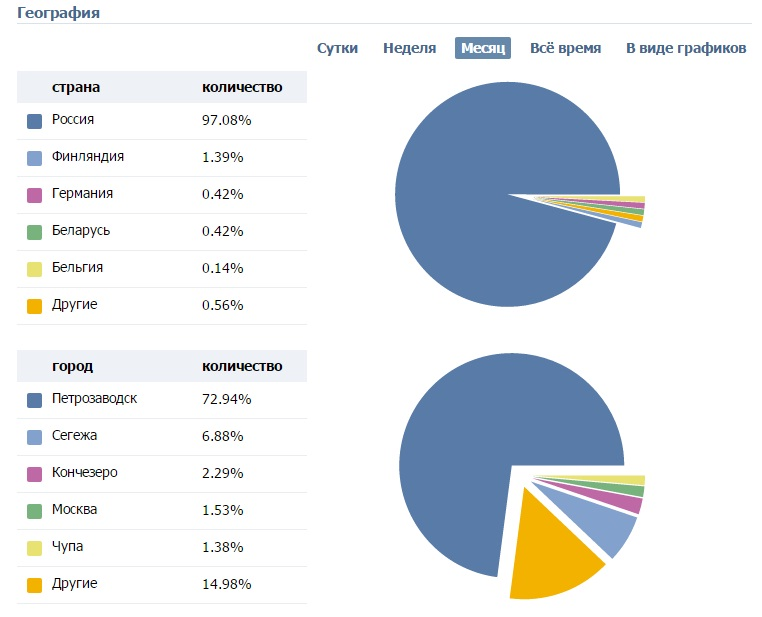 География
Сутки Неделя Месяц Всё время В виде графиков
страна количество
Россия 97.08%
Финляндия 1.39%
Германия 0.42%
Беларусь 0.42%
Бельгия 0.14%
Другие 0.56%
город количество
Петрозаводск 72.94%
Сегежа 6.88%
Кончезеро 2.29%
Москва 1.53%
Чупа 1.38%
Другие 14.98%